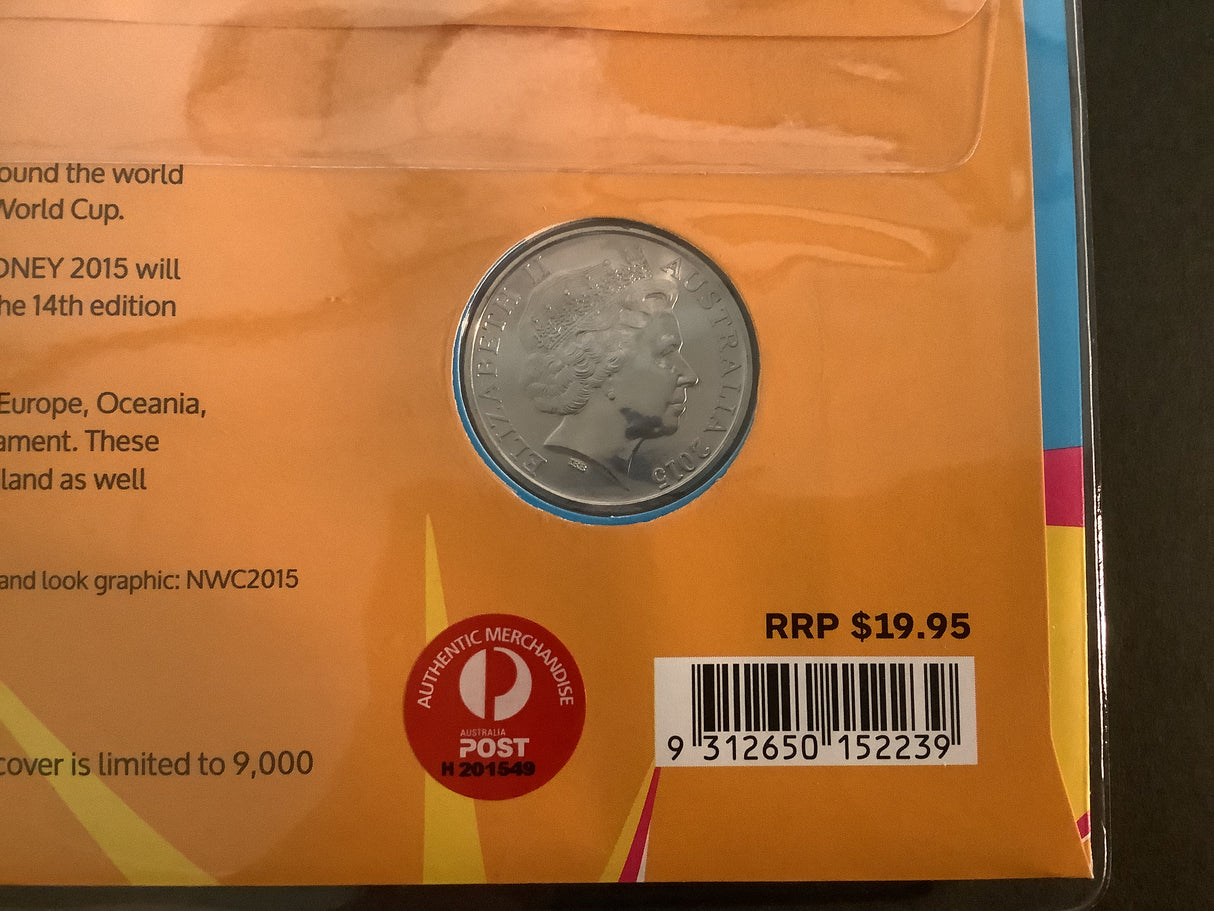 ound the world
World Cup.
DNEY 2015 will
he 14th edition
Europe, Oceania,
ament. These
land as well
and look graphic: NWC2015
cover is limited to 9,000
ELIZABETH II
AUSTRALIA 2015
AUTHENTIC MERCHANDISE
AUSTRALIA
POST
H 201549
RRP $19.95
9 312650 152239